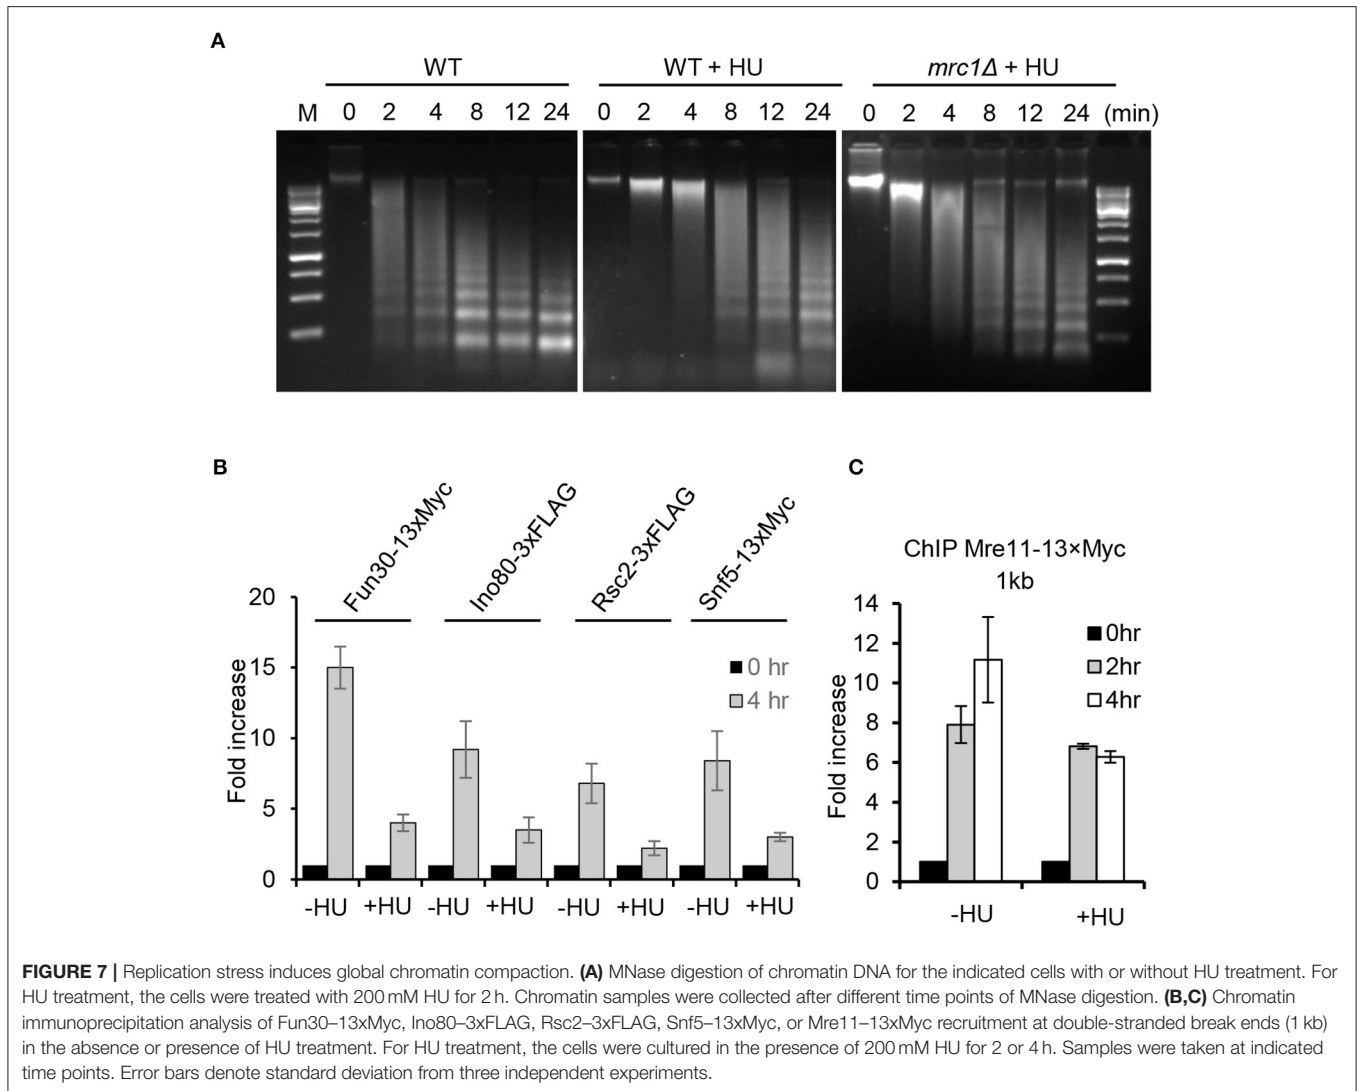 A
WT
WT + HU
mrc1Δ + HU
M 0 2 4 8 12 24
0 2 4 8 12 24
0 2 4 8 12 24 (min)
B
Fun30-13xMyc
Ino80-3xFLAG
Rsc2-3xFLAG
Snf5-13xMyc
Fold increase
20
15
10
5
0
0 hr
4 hr
-HU +HU -HU +HU -HU +HU -HU +HU
C
ChIP Mre11-13×Myc
1kb
Fold increase
14
12
10
8
6
4
2
0
0hr
2hr
4hr
-HU +HU
FIGURE 7 | Replication stress induces global chromatin compaction. (A) MNase digestion of chromatin DNA for the indicated cells with or without HU treatment. For
HU treatment, the cells were treated with 200 mM HU for 2 h. Chromatin samples were collected after different time points of MNase digestion. (B,C) Chromatin
immunoprecipitation analysis of Fun30–13xMyc, Ino80–3xFLAG, Rsc2–3xFLAG, Snf5–13xMyc, or Mre11–13xMyc recruitment at double-stranded break ends (1 kb)
in the absence or presence of HU treatment. For HU treatment, the cells were cultured in the presence of 200 mM HU for 2 or 4 h. Samples were taken at indicated
time points. Error bars denote standard deviation from three independent experiments.